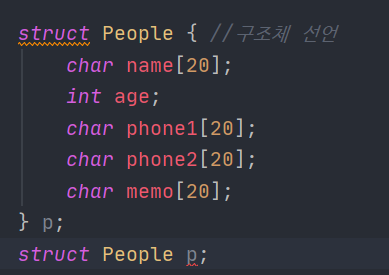 struct People { //구조체 선언
    char name[20];
    int age;
    char phone1[20];
    char phone2[20];
    char memo[20];
} p;
struct People p;